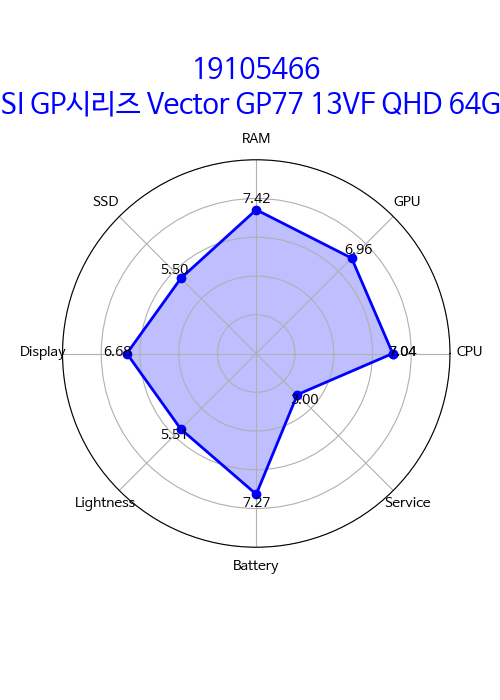 19105466
SI GP시리즈 Vector GP77 13VF QHD 64G
RAM
7.42
SSD
GPU
5.50
6.96
Display
6.68
7.04
CPU
3.00
5.51
Lightness
7.27
Service
Battery